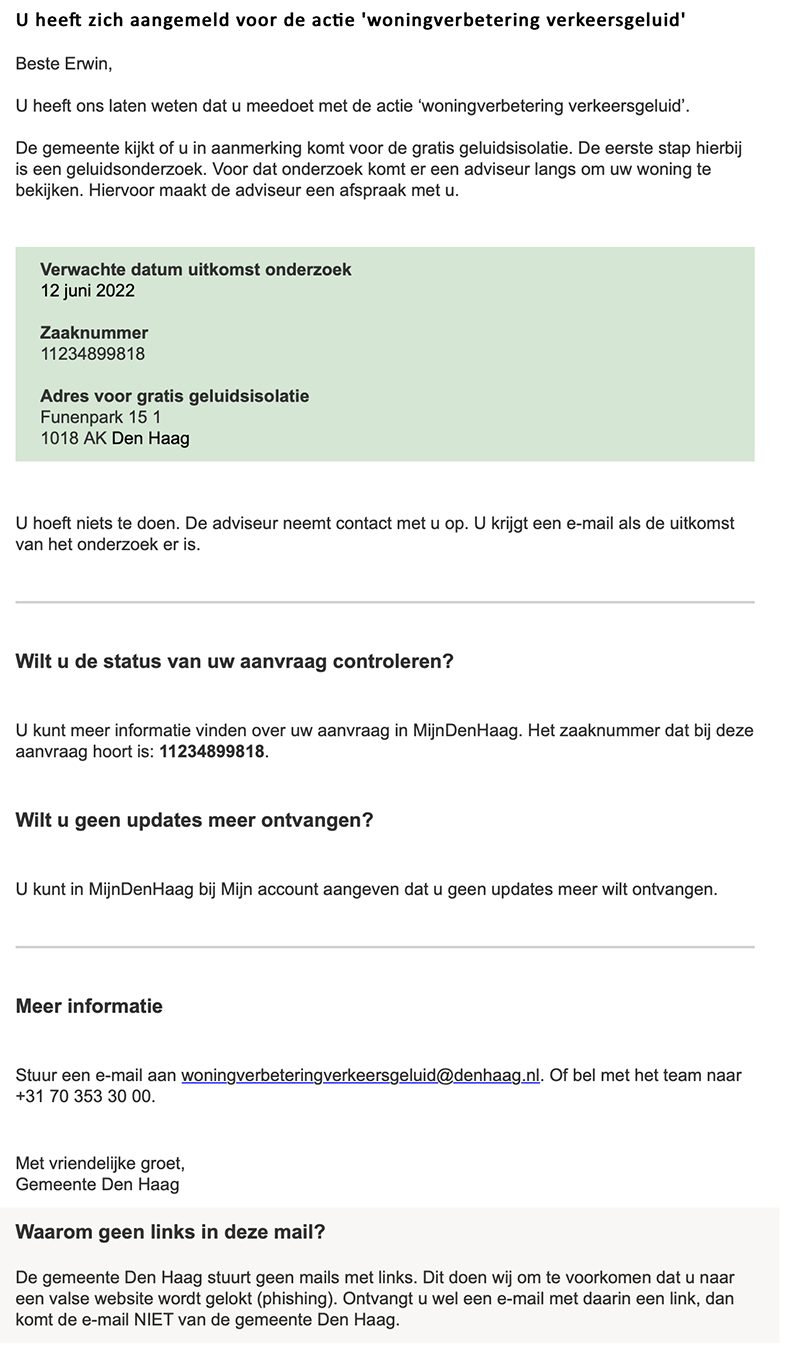 U heeft zich aangemeld voor de actie 'woningverbetering verkeersgeluid'
Beste Erwin,
U heeft ons laten weten dat u meedoet met de actie ‘woningverbetering verkeersgeluid’.
De gemeente kijkt of u in aanmerking komt voor de gratis geluidsisolatie. De eerste stap hierbij
is een geluidsonderzoek. Voor dat onderzoek komt er een adviseur langs om uw woning te
bekijken. Hiervoor maakt de adviseur een afspraak met u.
Verwachte datum uitkomst onderzoek
12 juni 2022
Zaaknummer
11234899818
Adres voor gratis geluidsisolatie
Funenpark 15 1
1018 AK Den Haag
U hoeft niets te doen. De adviseur neemt contact met u op. U krijgt een e-mail als de uitkomst
van het onderzoek er is.
Wilt u de status van uw aanvraag controleren?
U kunt meer informatie vinden over uw aanvraag in MijnDenHaag. Het zaaknummer dat bij deze
aanvraag hoort is: 11234899818.
Wilt u geen updates meer ontvangen?
U kunt in MijnDenHaag bij Mijn account aangeven dat u geen updates meer wilt ontvangen.
Meer informatie
Stuur een e-mail aan woningverbeteringverkeersgeluid@denhaag.nl. Of bel met het team naar
+31 70 353 30 00.
Met vriendelijke groet,
Gemeente Den Haag
Waarom geen links in deze mail?
De gemeente Den Haag stuurt geen mails met links. Dit doen wij om te voorkomen dat u naar
een valse website wordt gelokt (phishing). Ontvangt u wel een e-mail met daarin een link, dan
komt de e-mail NIET van de gemeente Den Haag.